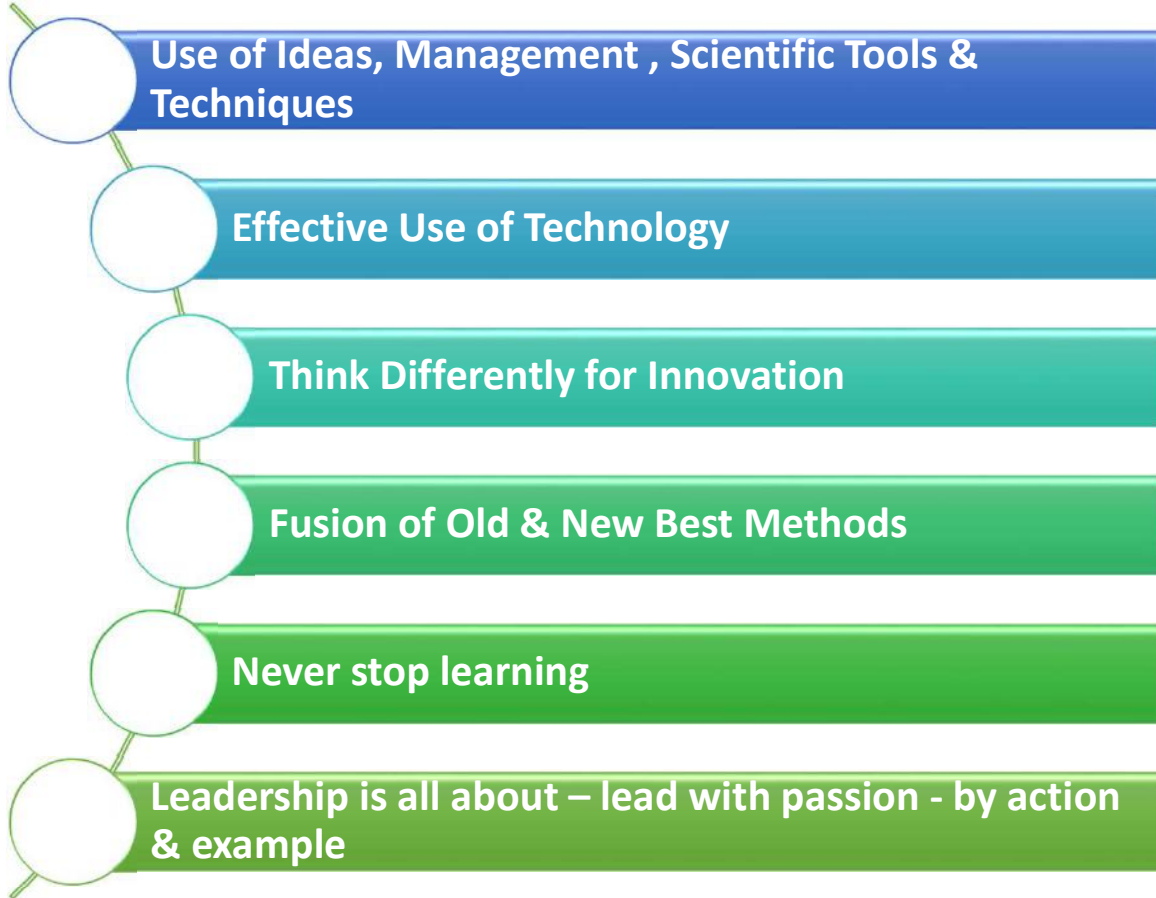 Use of Ideas, Management , Scientific Tools &
Techniques
Effective Use of Technology
Think Differently for Innovation
Fusion of Old & New Best Methods
Never stop learning
Leadership is all about – lead with passion - by action
& example